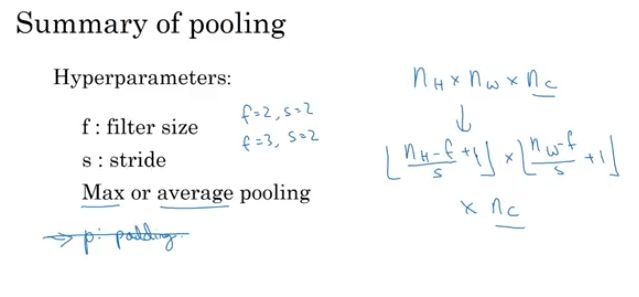 Summary of pooling
Hyperparameters:
f : filter size
s : stride
Max or average pooling
→ p: padding.
f=2, s=2
f=3, s=2
n_H × n_W × n_C
↓
⌊(n_H-f)/s +1⌋ × ⌊(n_W-f)/s +1⌋
× n_C